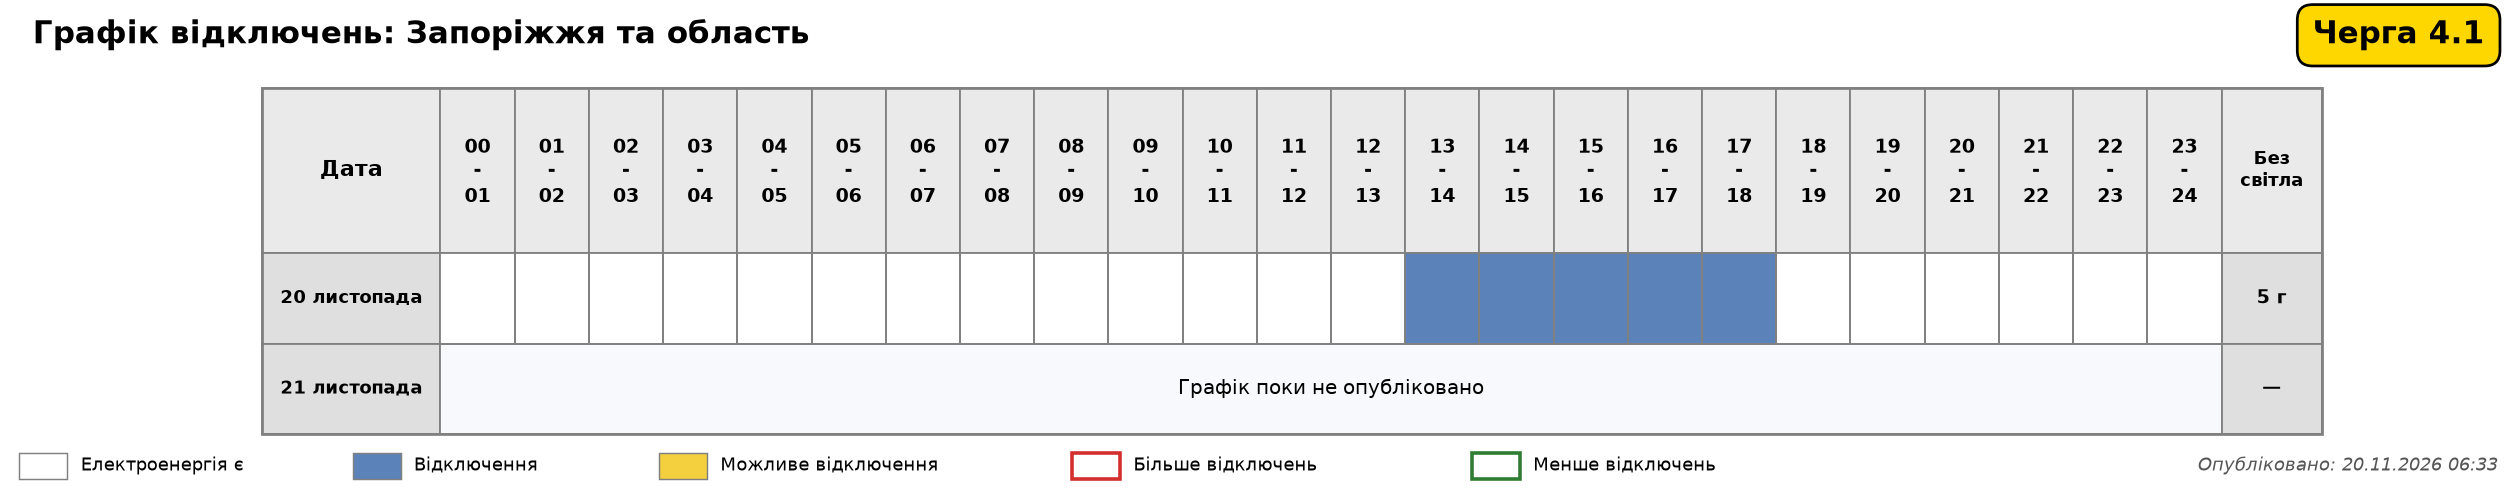 Графік відключень: Запоріжжя та область
Черга 4.1
Дата
00 - 01
01 - 02
02 - 03
03 - 04
04 - 05
05 - 06
06 - 07
07 - 08
08 - 09
09 - 10
10 - 11
11 - 12
12 - 13
13 - 14
14 - 15
15 - 16
16 - 17
17 - 18
18 - 19
19 - 20
20 - 21
21 - 22
22 - 23
23 - 24
Без
світла
20 листопада
5 г
21 листопада
Графік поки не опубліковано
—
Електроенергія є
Відключення
Можливе відключення
Більше відключень
Менше відключень
Опубліковано: 20.11.2026 06:33